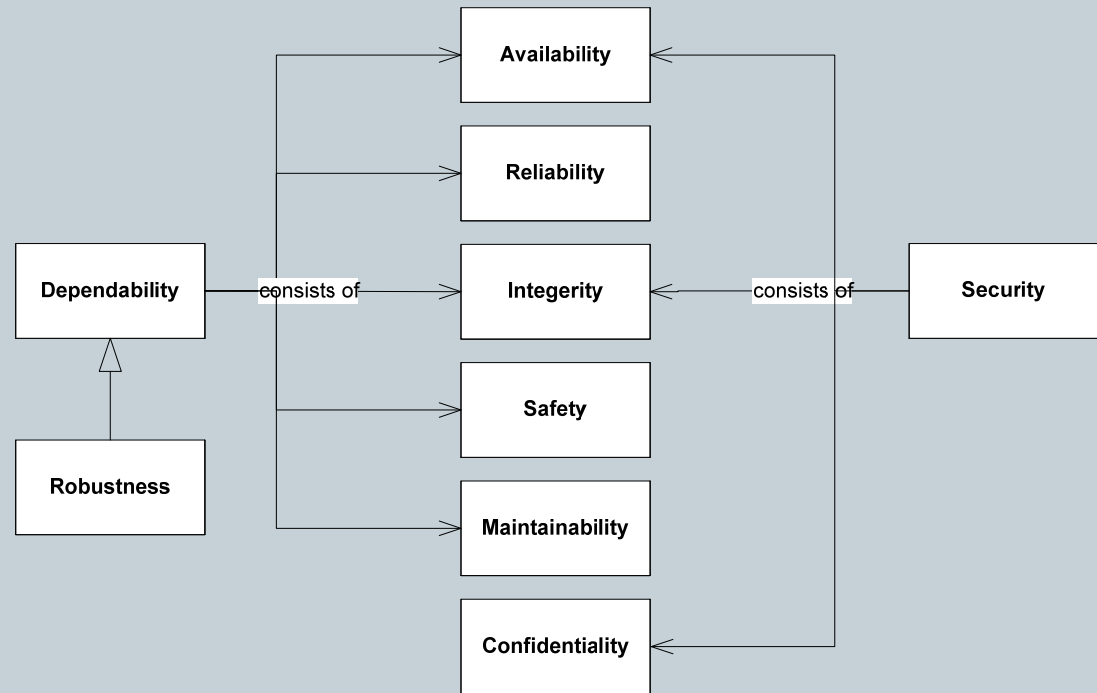 Availability
Reliability
Dependability
consists of
Integerity
consists of
Security
Safety
Robustness
Maintainability
Confidentiality